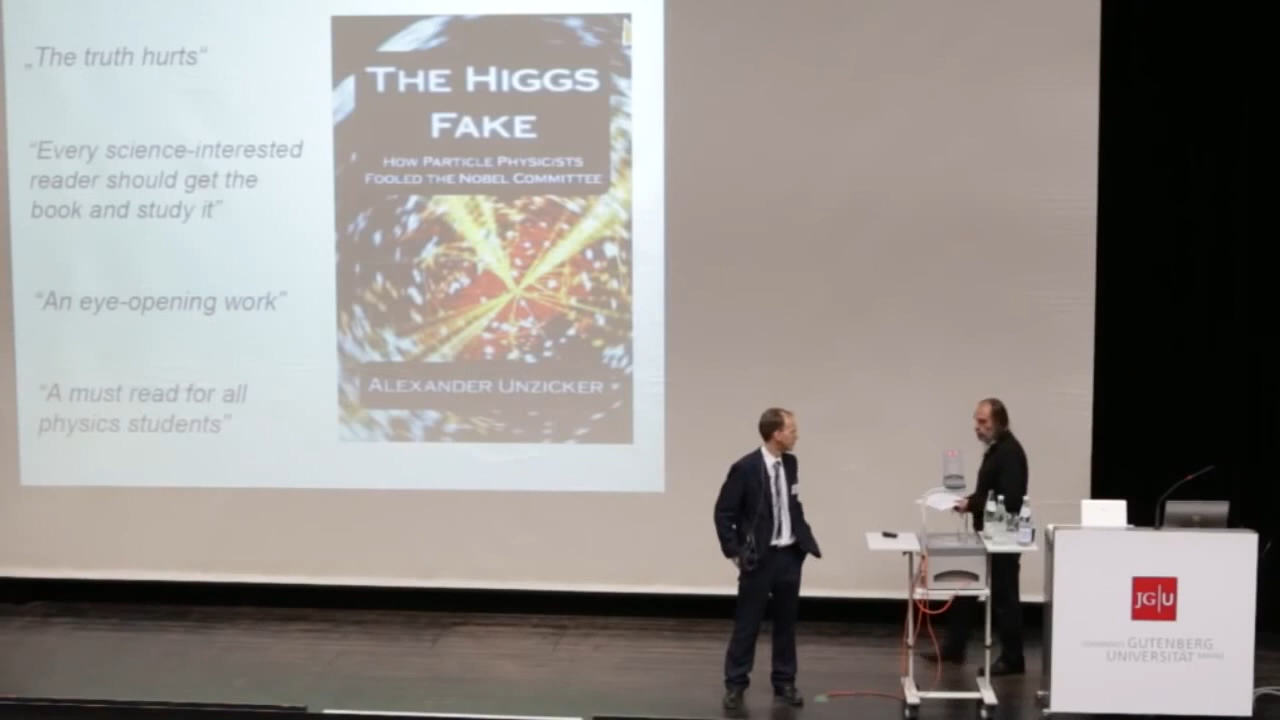 „The truth hurts“
“Every science-interested
reader should get the
book and study it”
“An eye-opening work”
“A must read for all
physics students”
THE HIGGS
FAKE
HOW PARTICLE PHYSICISTS
FOOLED THE NOBEL COMMITTEE
ALEXANDER UNZICKER
JG|U
GUTENBERG
UNIVERSITÄT